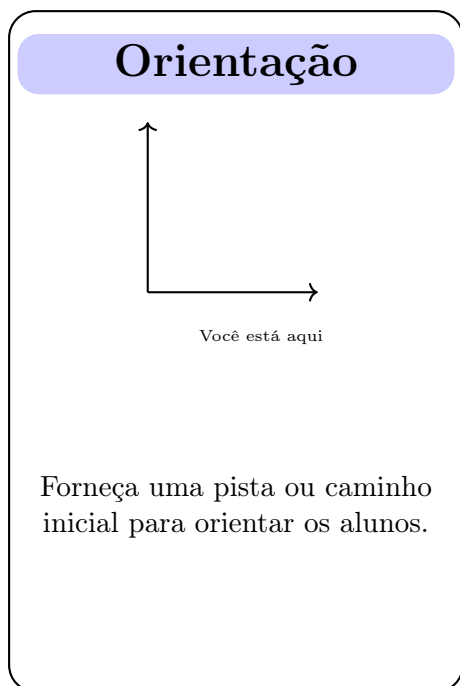 Orientação
Você está aqui
Forneça uma pista ou caminho
inicial para orientar os alunos.